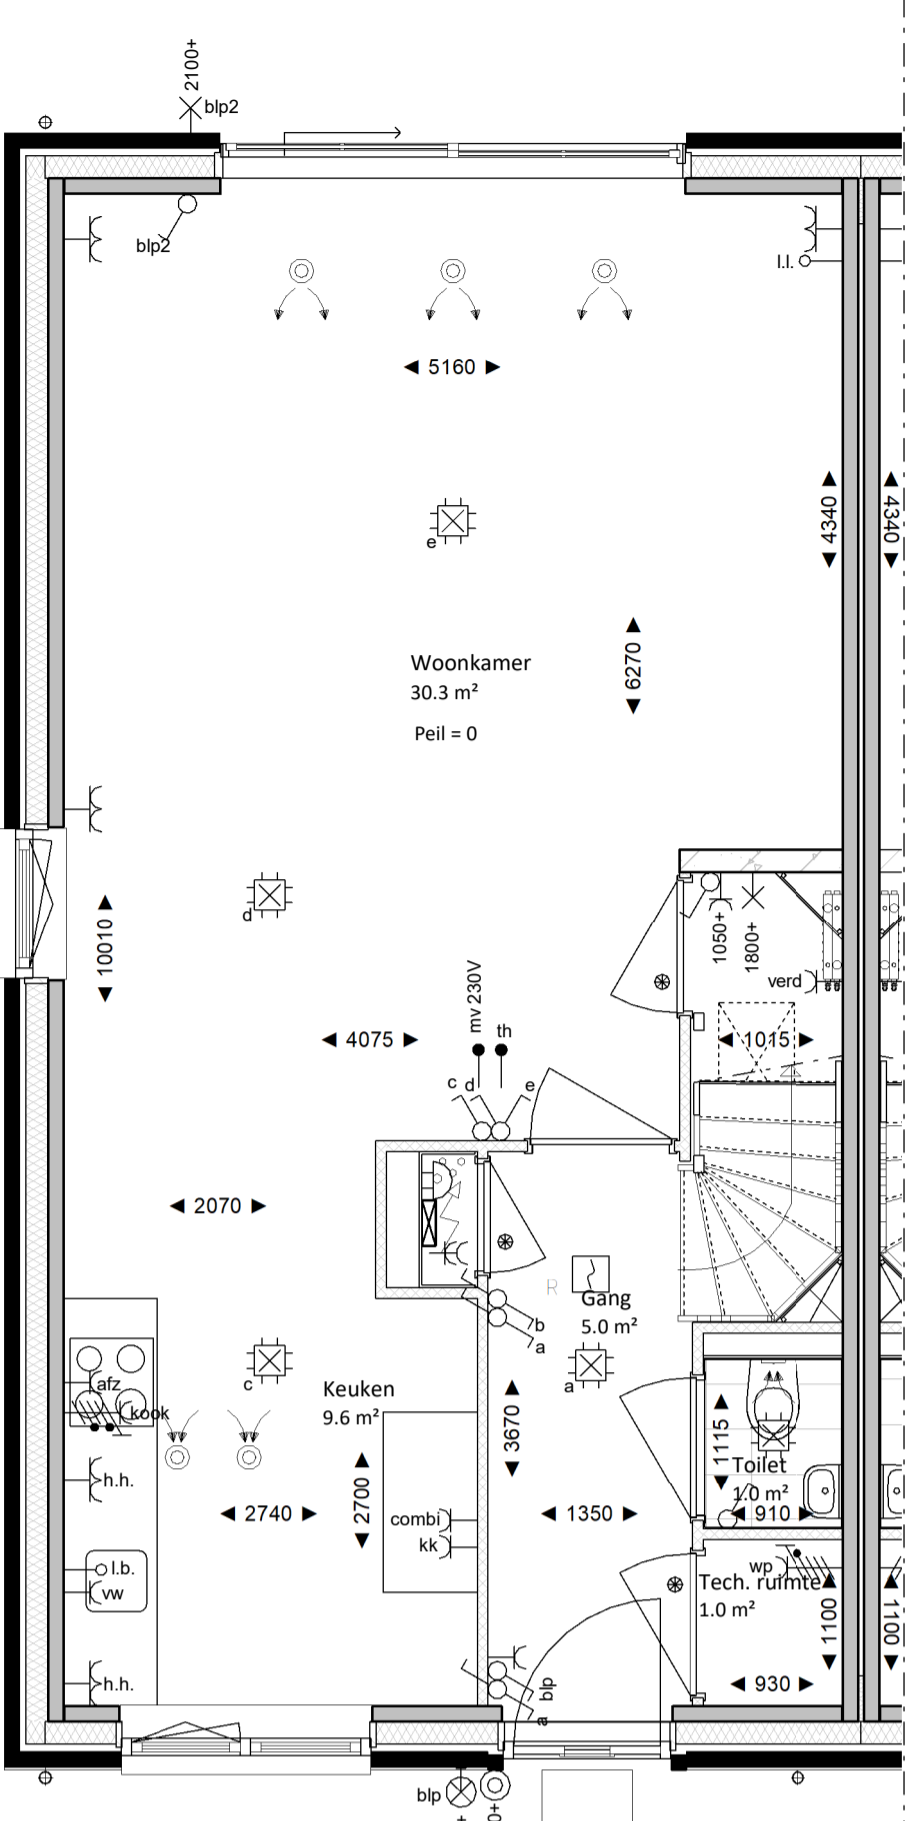 2100+
blp2
blp2
l.l.
◄ 5160 ►
◄ 4340 ►
◄ 4340 ►
e
◄ 6270 ►
Woonkamer
30.3 m²
Peil = 0
d
◄ 10010 ►
1050+
1800+
verd
mv 230V
th
◄ 4075 ►
◄ 1015 ►
c d e
◄ 2070 ►
R
Gang
5.0 m²
b
a
a
c
afz
kook
Keuken
9.6 m²
◄ 3670 ►
◄ 1115 ►
Toilet
1.0 m²
◄ 910 ►
h.h.
◄ 2740 ►
◄ 2700 ►
◄ 1350 ►
combi
kk
l.b.
vw
wp
Tech. ruimte
1.0 m²
◄ 1100 ►
◄ 1100 ►
h.h.
◄ 930 ►
blp
a
blp